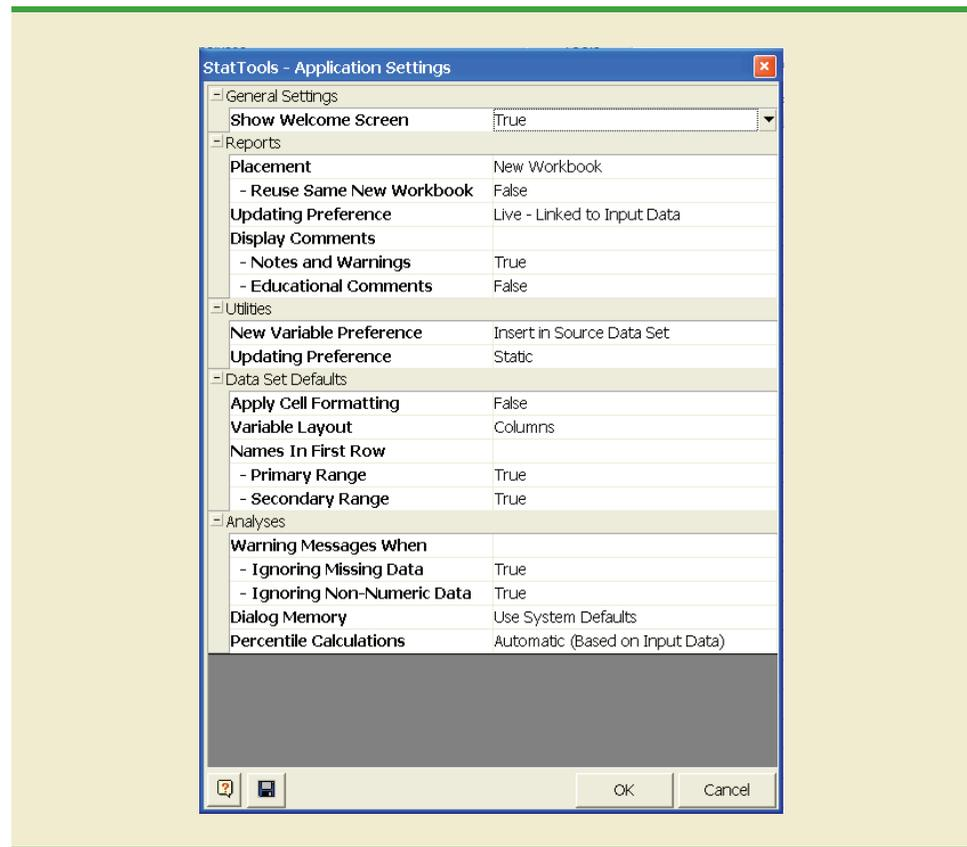 StatTools - Application Settings
General Settings
Show Welcome Screen True
Reports
Placement New Workbook
- Reuse Same New Workbook False
Updating Preference Live - Linked to Input Data
Display Comments
- Notes and Warnings True
- Educational Comments False
Utilities
New Variable Preference Insert in Source Data Set
Updating Preference Static
Data Set Defaults
Apply Cell Formatting False
Variable Layout Columns
Names In First Row
- Primary Range True
- Secondary Range True
Analyses
Warning Messages When
- Ignoring Missing Data True
- Ignoring Non-Numeric Data True
Dialog Memory Use System Defaults
Percentile Calculations Automatic (Based on Input Data)
OK Cancel